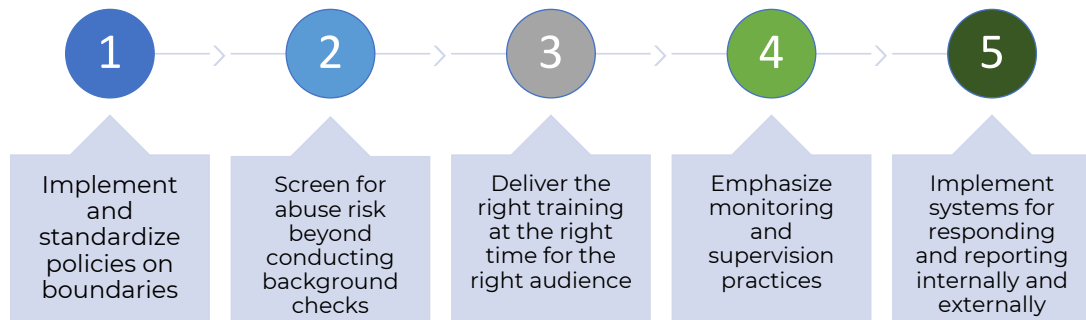 1
2
3
4
5
Implement
and
standardize
policies on
boundaries
Screen for
abuse risk
beyond
conducting
background
checks
Deliver the
right training
at the right
time for the
right audience
Emphasize
monitoring
and
supervision
practices
Implement
systems for
responding
and reporting
internally and
externally